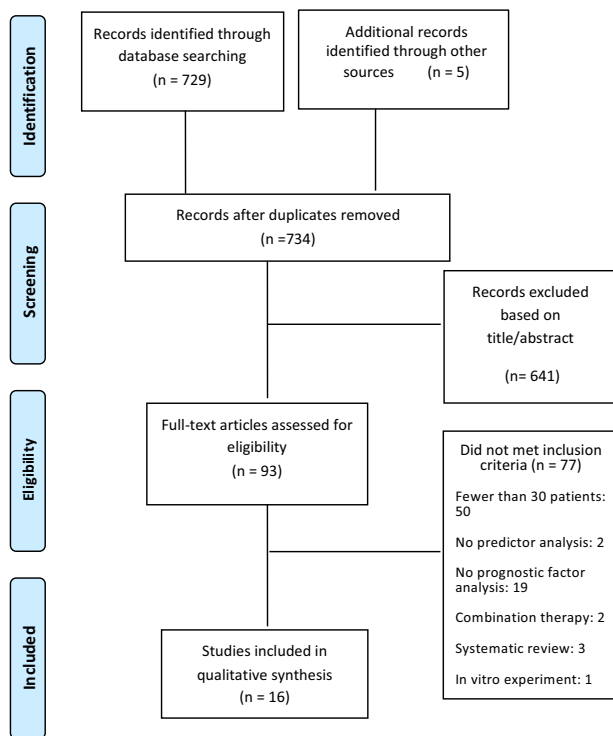 Identification
Records identified through
database searching
(n = 729)
Additional records
identified through other
sources (n = 5)
Screening
Records after duplicates removed
(n =734)
Records excluded
based on
title/abstract
(n= 641)
Eligibility
Full-text articles assessed for
eligibility
(n = 93)
Did not met inclusion
criteria (n = 77)
Fewer than 30 patients:
50
No predictor analysis: 2
No prognostic factor
analysis: 19
Combination therapy: 2
Systematic review: 3
In vitro experiment: 1
Included
Studies included in
qualitative synthesis
(n = 16)